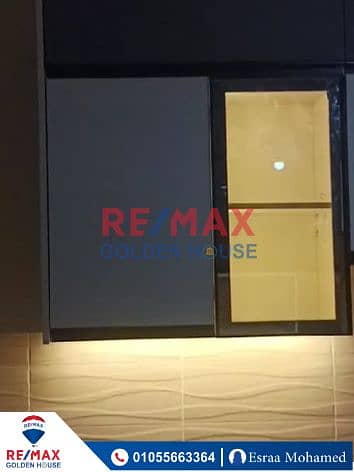 RE/MAX
GOLDEN HOUSE
RE/MAX
RE/MAX
GOLDEN HOUSE
01055663364
Esraa Mohamed